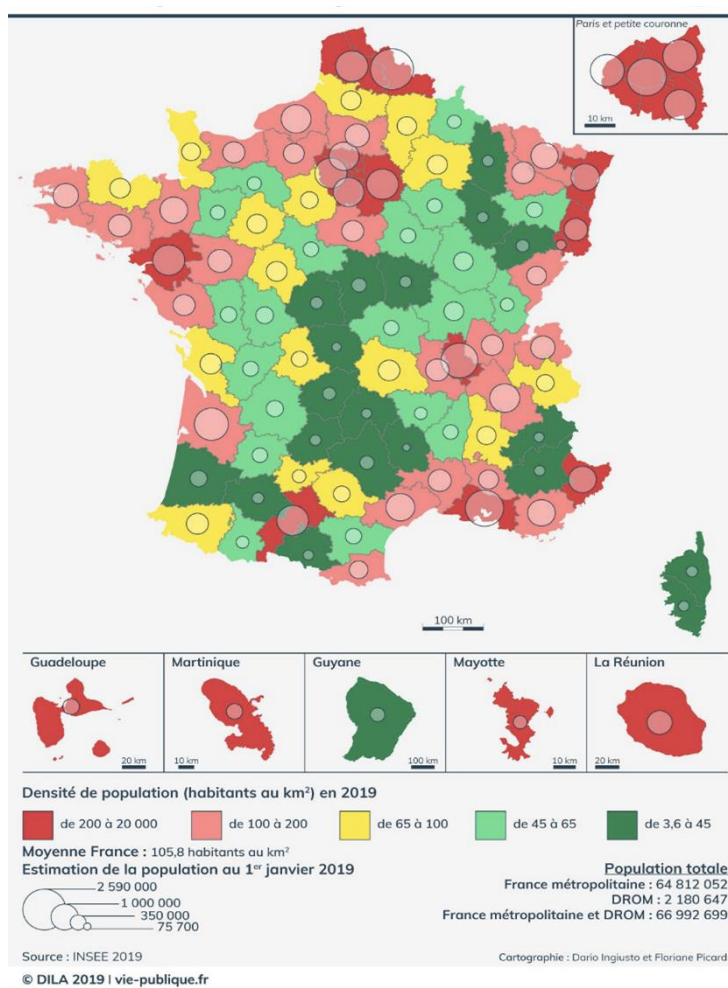 Paris et petite couronne
10 km
100 km
Guadeloupe
Martinique
Guyane
Mayotte
La Réunion
20 km
10 km
100 km
10 km
20 km
Densité de population (habitants au km²) en 2019
de 200 à 20 000
de 100 à 200
de 65 à 100
de 45 à 65
de 3,6 à 45
Moyenne France : 105,8 habitants au km²
Estimation de la population au 1er janvier 2019
2 590 000
1 000 000
350 000
75 700
Population totale
France métropolitaine : 64 812 052
DROM : 2 180 647
France métropolitaine et DROM : 66 992 699
Source : INSEE 2019
Cartographie : Dario Ingiusto et Floriane Picard
© DILA 2019 I vie-publique.fr